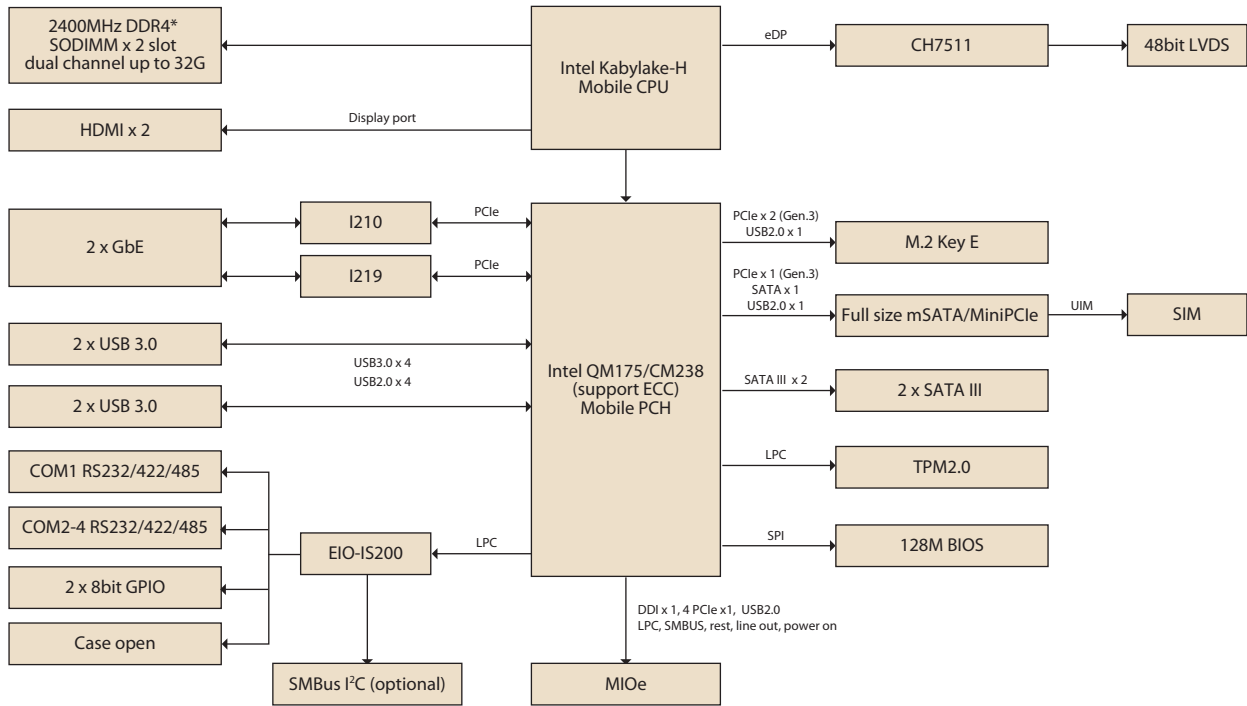 2400MHz DDR4*
SODIMM x 2 slot
dual channel up to 32G
Intel Kabylake-H
Mobile CPU
eDP
CH7511
48bit LVDS
HDMI x 2
Display port
2 x GbE
I210
PCIe
I219
PCIe
PCIe x 2 (Gen.3)
USB2.0 x 1
M.2 Key E
PCIe x 1 (Gen.3)
SATA x 1
USB2.0 x 1
Full size mSATA/MiniPCIe
UIM
SIM
2 x USB 3.0
USB3.0 x 4
USB2.0 x 4
2 x USB 3.0
Intel QM175/CM238
(support ECC)
Mobile PCH
SATA III x 2
2 x SATA III
COM1 RS232/422/485
COM2-4 RS232/422/485
2 x 8bit GPIO
Case open
EIO-IS200
LPC
LPC
TPM2.0
SPI
128M BIOS
DDI x 1, 4 PCIe x1, USB2.0
LPC, SMBUS, rest, line out, power on
SMBus I²C (optional)
MIOe